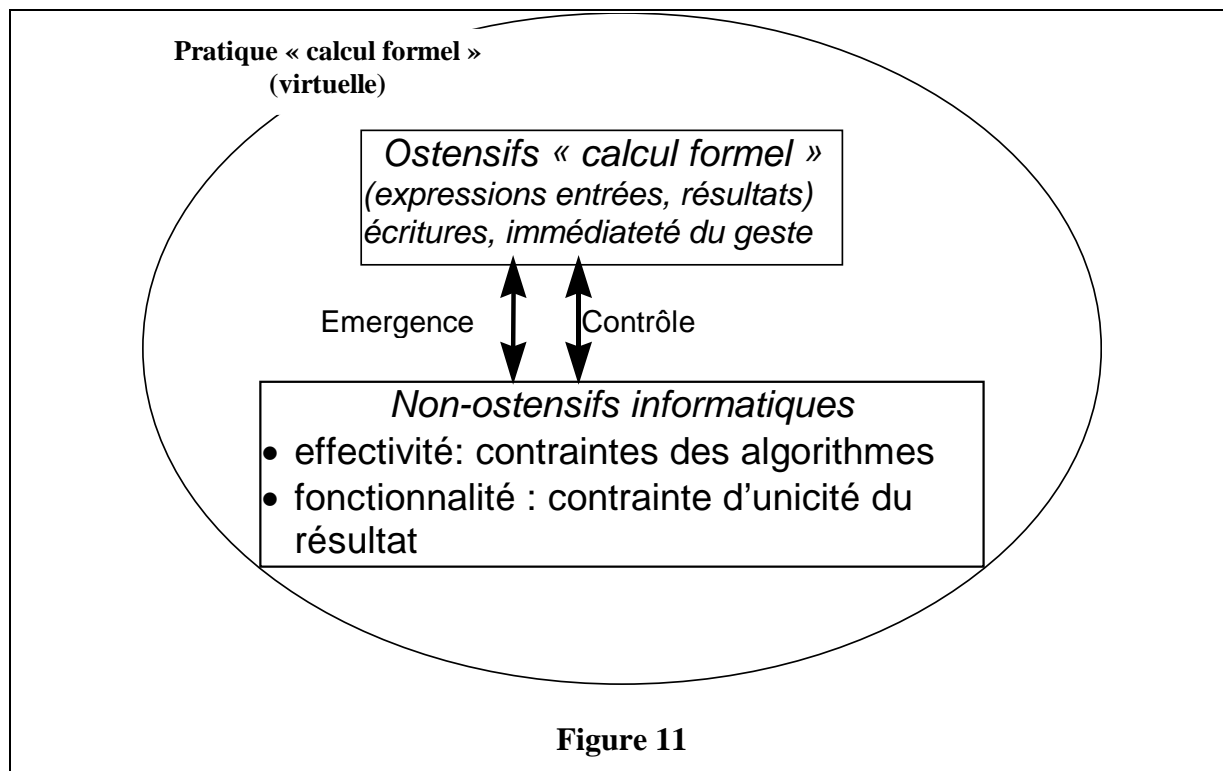 Pratique « calcul formel »
(virtuelle)
Ostensifs « calcul formel »
(expressions entrées, résultats)
écritures, immédiateté du geste
Emergence Contrôle
Non-ostensifs informatiques
• effectivité: contraintes des algorithmes
• fonctionnalité : contrainte d’unicité du
résultat
Figure 11